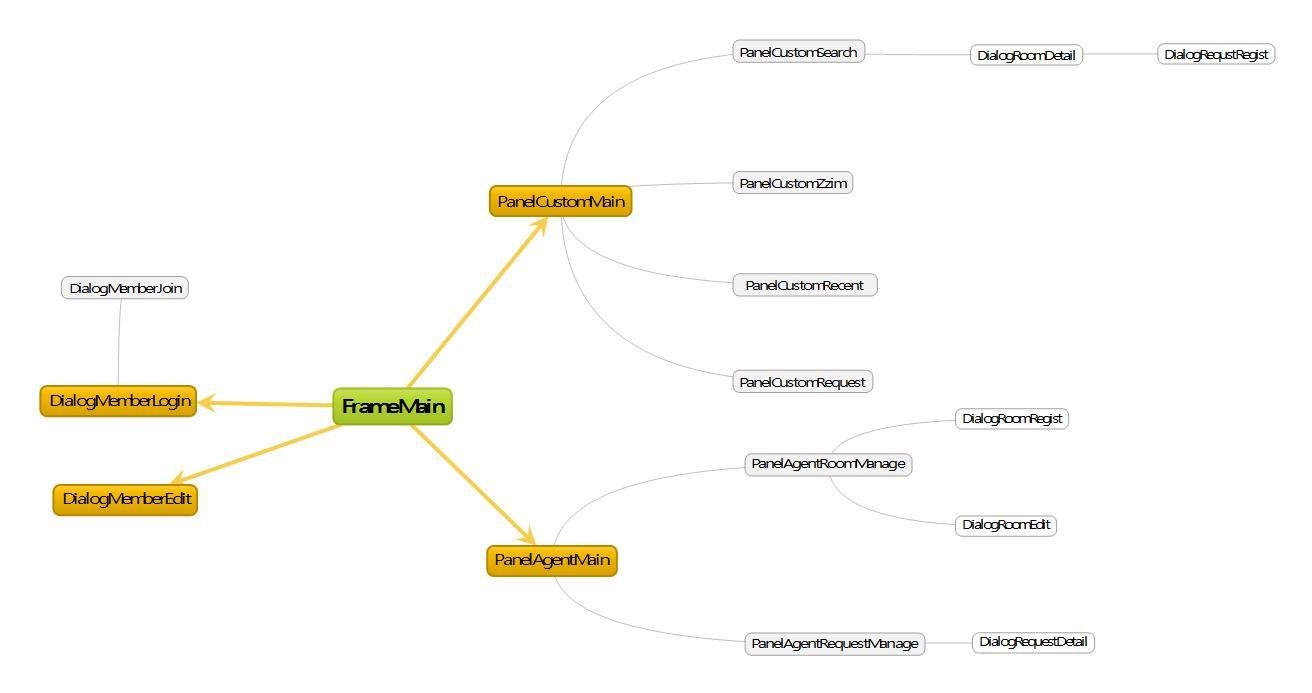 PanelCustomSearch
DialogRoomDetail
DialogRequstRegist
PanelCustomMain
PanelCustomZzim
PanelCustomRecent
PanelCustomRequest
DialogMemberJoin
DialogMemberLogin
FrameMain
DialogMemberEdit
PanelAgentMain
PanelAgentRoomManage
DialogRoomRegist
DialogRoomEdit
PanelAgentRequestManage
DialogRequestDetail